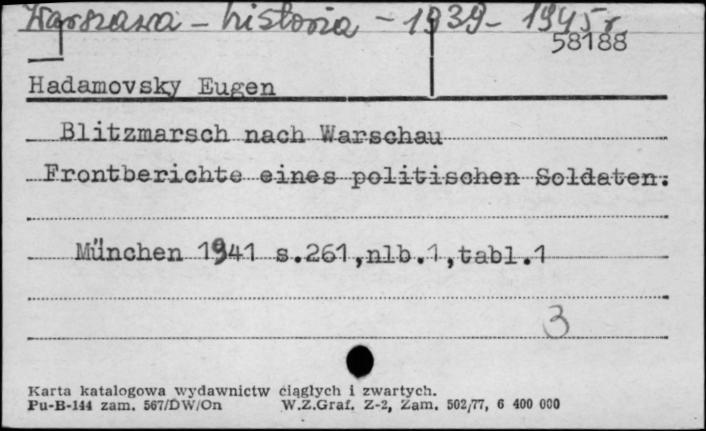 Warszawa - historia - 1939 - 1945 r
58188
Hadamovsky Eugen
Blitzmarsch nach Warschau
Frontberichte eines politischen Soldaten.
München 1941 s.261,nlb.1,tabl.1
3
Karta katalogowa wydawnictw ciągłych i zwartych.
Pu-B-144 zam. 567/DW/On W.Z.Graf. Z-2, Zam. 502/77, 6 400 000